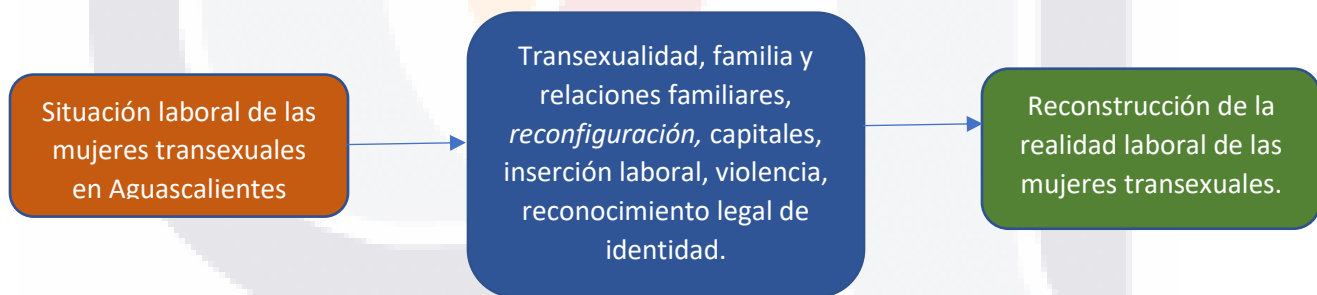 Situación laboral de las
mujeres transexuales
en Aguascalientes
Transexualidad, familia y
relaciones familiares,
reconfiguración, capitales,
inserción laboral, violencia,
reconocimiento legal de
identidad.
Reconstrucción de la
realidad laboral de las
mujeres transexuales.